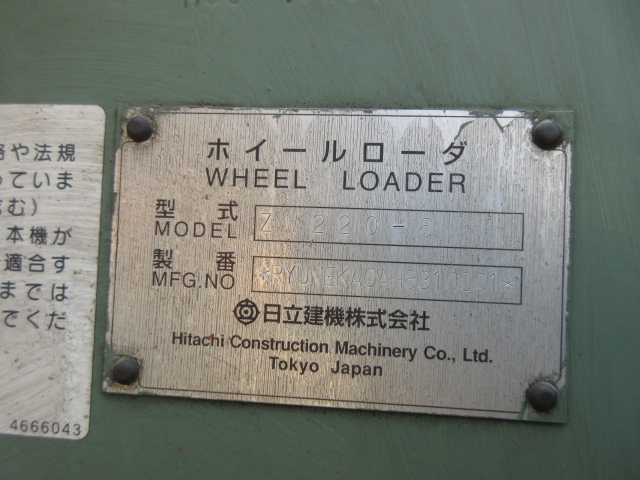 格や法規
っていま
含む）
本機が
適合す
までは
でくだ
4666043
ホイールローダ
WHEEL LOADER
型式
MODEL
製番
MFG.NO
日立建機株式会社
Hitachi Construction Machinery Co., Ltd.
Tokyo Japan